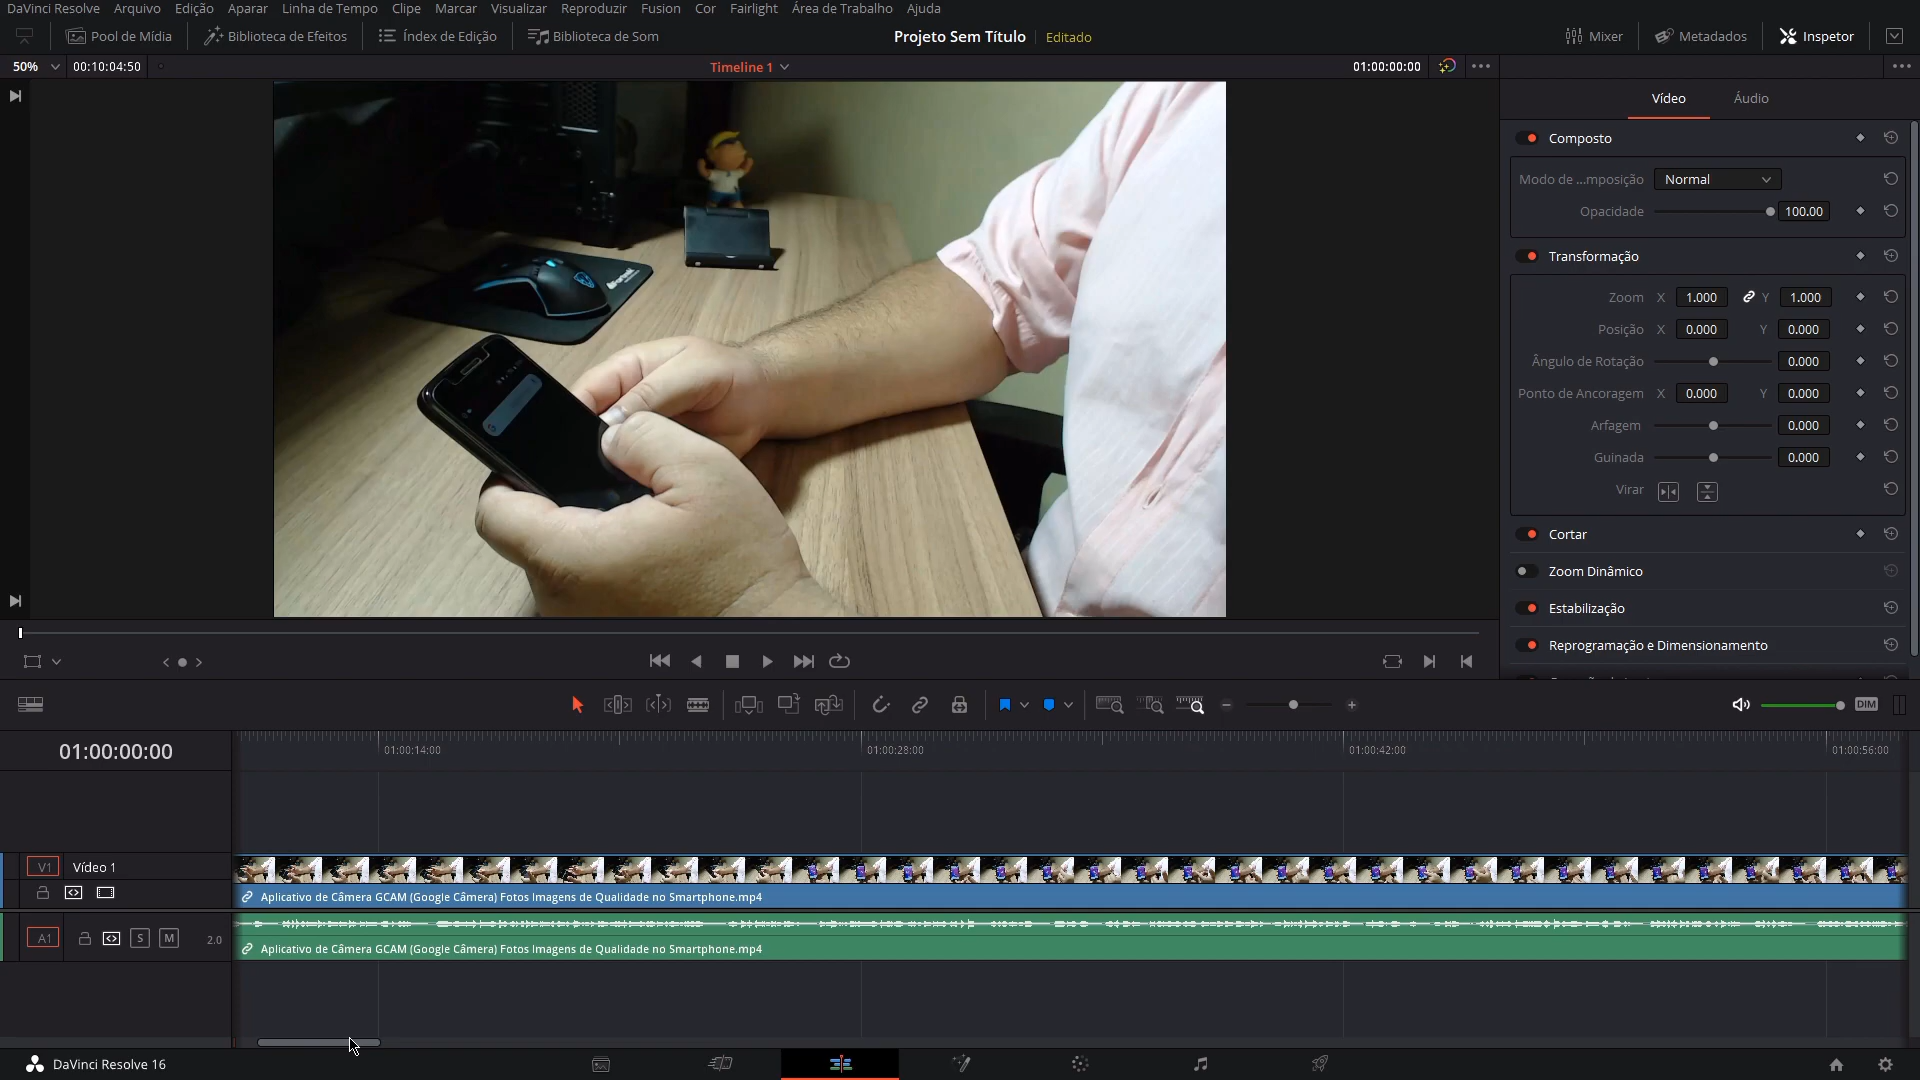 DaVinci Resolve Arquivo Edição Aparar Linha de Tempo Clipe Marcar Visualizar Reproduzir Fusion Cor Fairlight Área de Trabalho Ajuda
Pool de Mídia Biblioteca de Efeitos Índice de Edição Biblioteca de Som Projeto Sem Título Editado Mixer Metadados Inspetor
50% 00:10:04:50 Timeline 1 01:00:00:00
Vídeo Áudio
Composto
Modo de ...mposição Normal
Opacidade 100.00
Transformação
Zoom X 1.000 Y 1.000
Posição X 0.000 Y 0.000
Ângulo de Rotação 0.000
Ponto de Ancoragem X 0.000 Y 0.000
Arfagem 0.000
Guinada 0.000
Virar
Cortar
Zoom Dinâmico
Estabilização
Reprogramação e Dimensionamento
DIM
01:00:00:00 01:00:14:00 01:00:28:00 01:00:42:00 01:00:56:00
V1 Vídeo 1
Aplicativo de Câmera GCAM (Google Câmera) Fotos Imagens de Qualidade no Smartphone.mp4
A1 S M 2.0
Aplicativo de Câmera GCAM (Google Câmera) Fotos Imagens de Qualidade no Smartphone.mp4
DaVinci Resolve 16